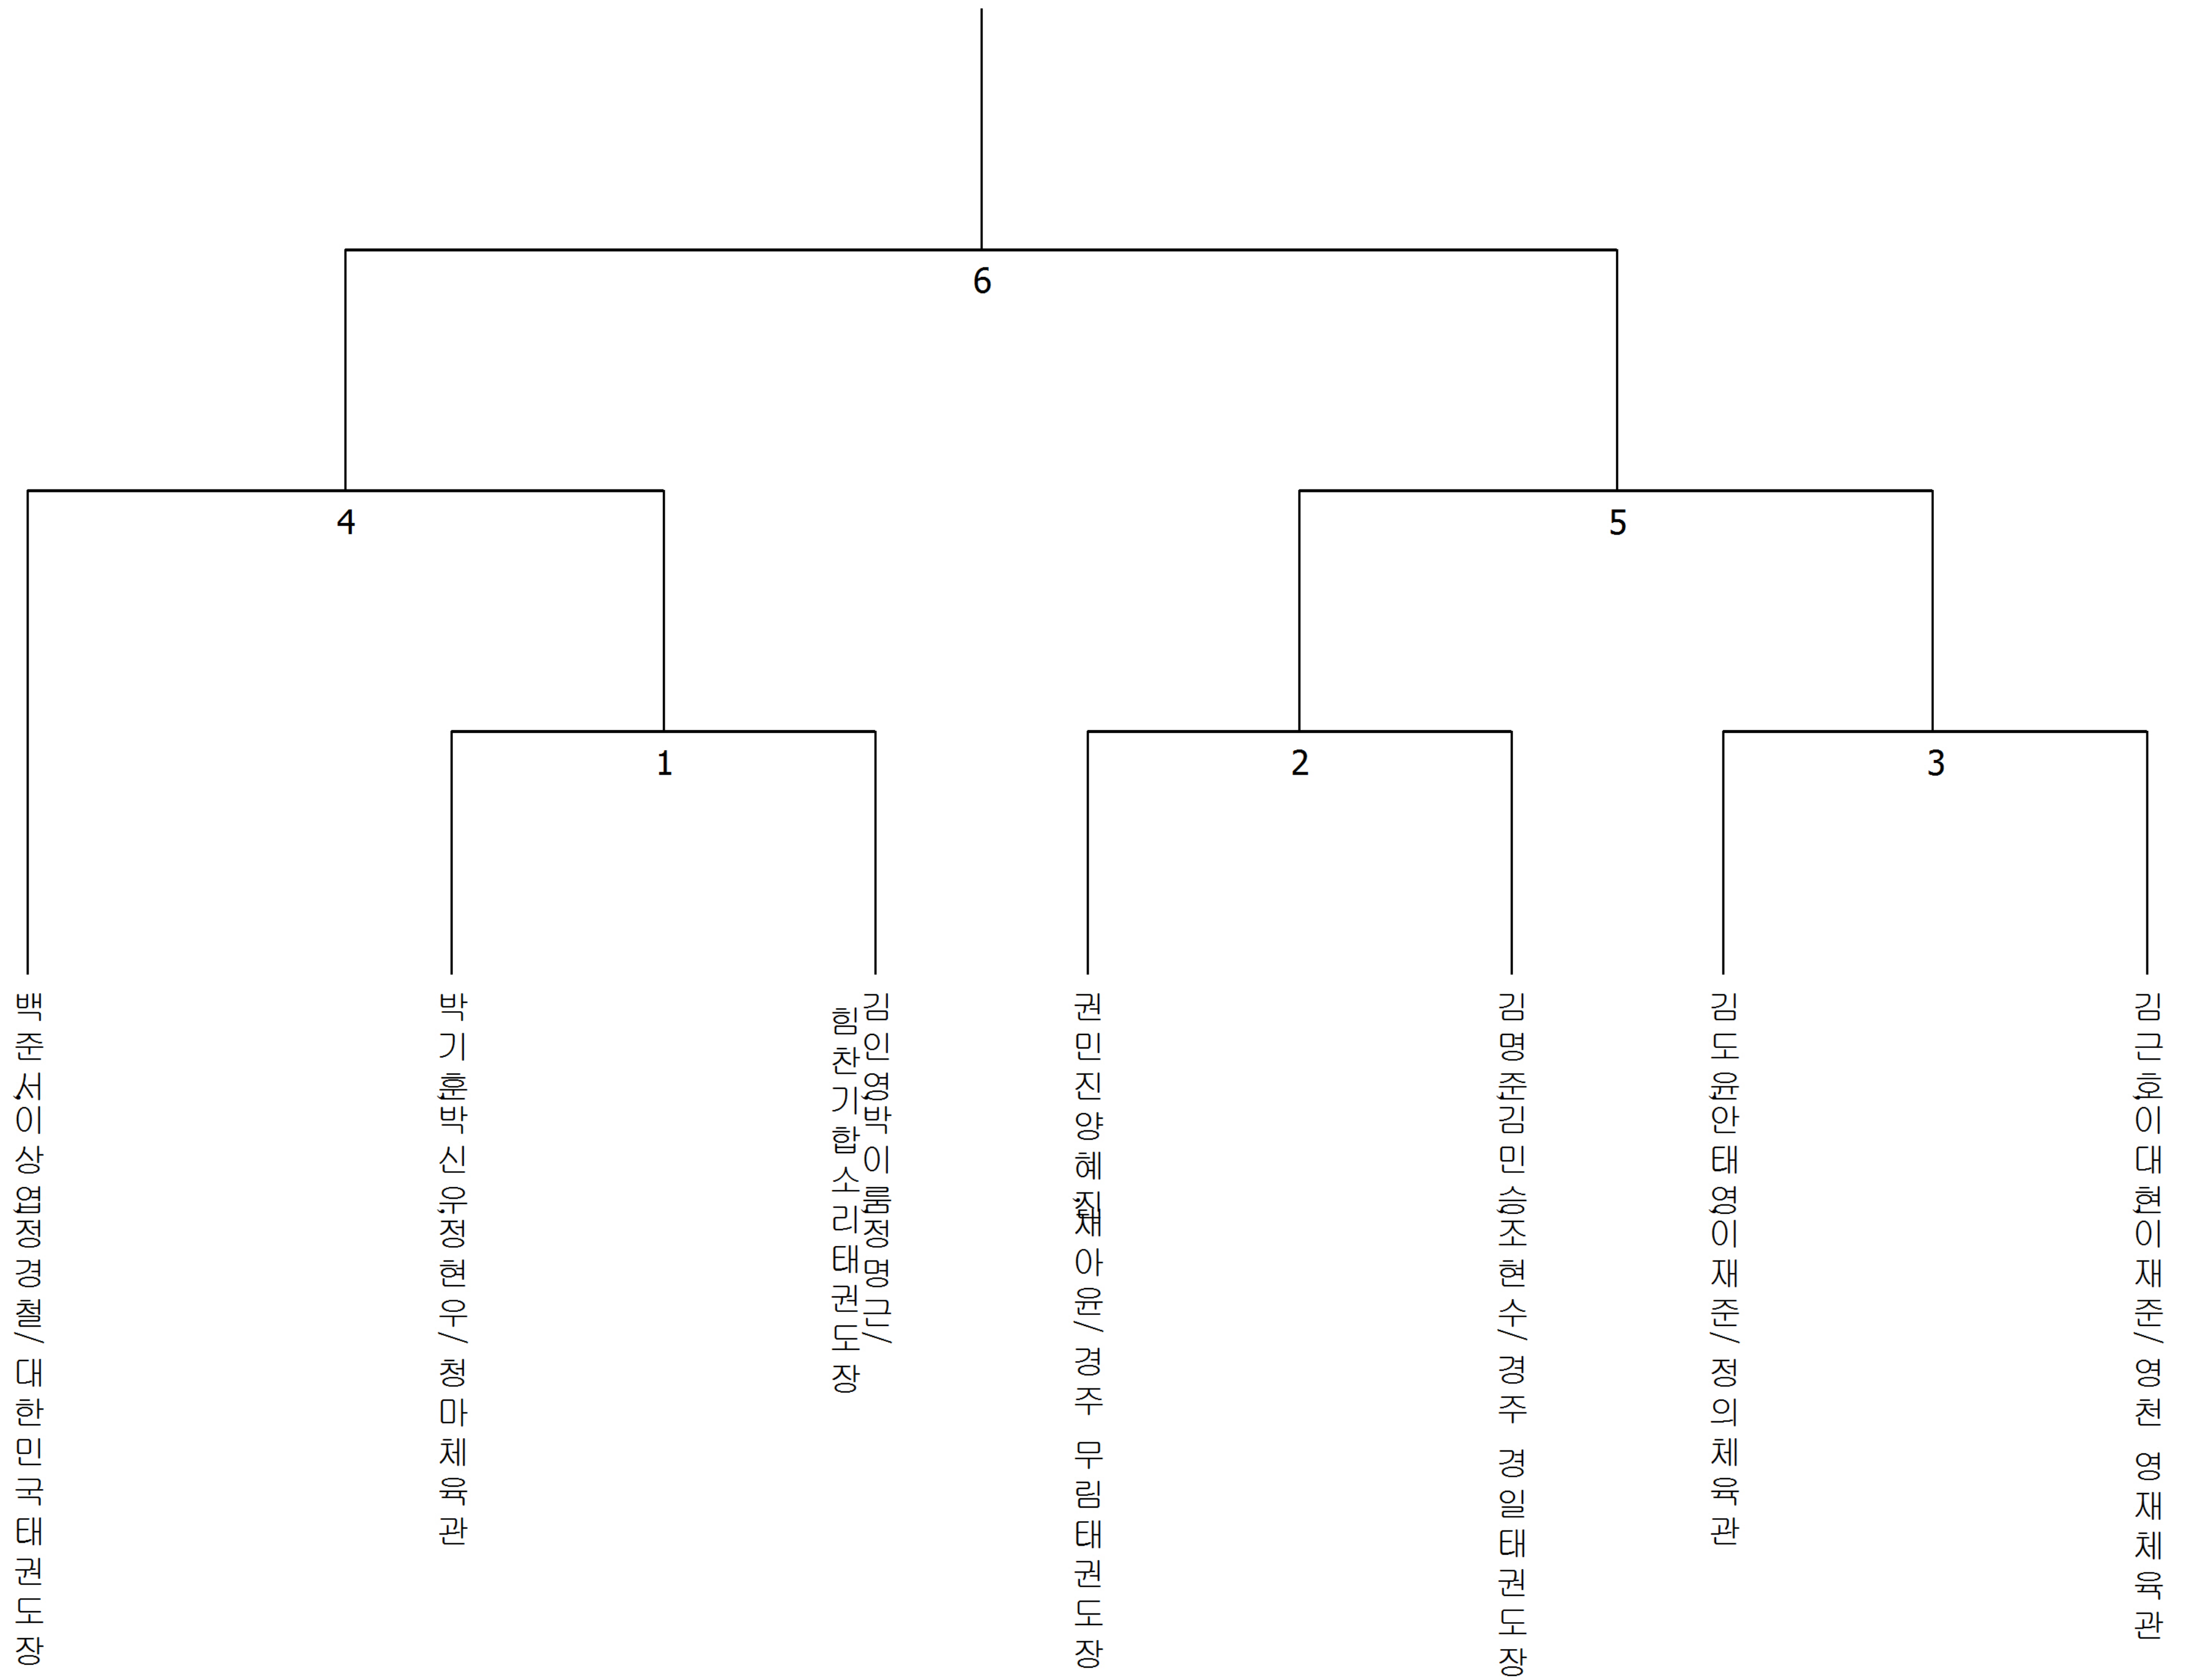 6
4
5
1
2
3
백준서,이상엽,정경철/대한민국태권도장
박기훈,박신우,정현우/청마체육관
김인영,박이룸,정명근/
힘찬기합소리태권도장
권민진양혜진,채아윤/경주 무림태권도장
김명준,김민승,조현수/경주 경일태권도장
김도윤,안태영,이재준/정의체육관
김근호,이대현,이재준/영천 영재체육관